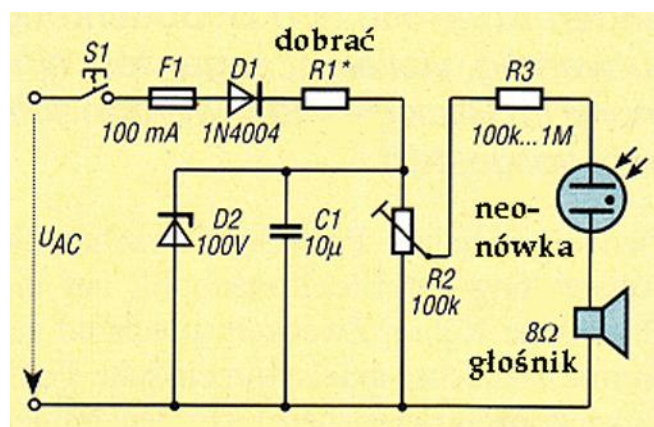 dobrać
S1
F1
D1
R1*
R3
100 mA
1N4004
100k...1M
UAC
D2
100V
C1
10µ
R2
100k
neo-
nówka
8Ω
głośnik